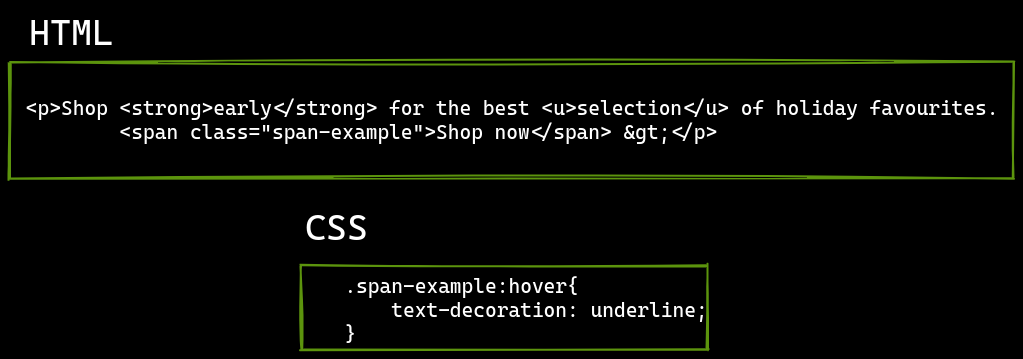 HTML
<p>Shop <strong>early</strong> for the best <u>selection</u> of holiday favourites.
<span class="span-example">Shop now</span> &gt;</p>
CSS
.span-example:hover{
text-decoration: underline;
}